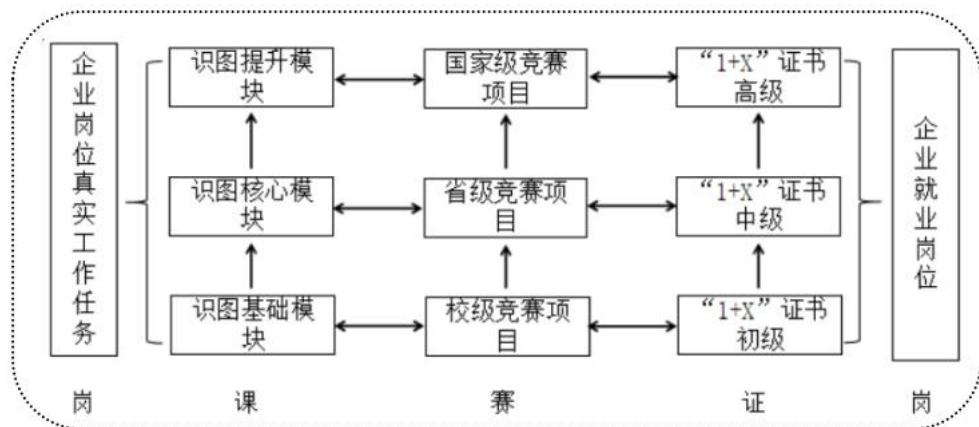 企业岗位真实工作任务
识图提升模
块
国家级竞赛
项目
“1+X”证书
高级
识图核心模
块
省级竞赛项
目
“1+X”证书
中级
识图基础模
块
校级竞赛项
目
“1+X”证书
初级
企业就业岗位
岗
课
赛
证
岗